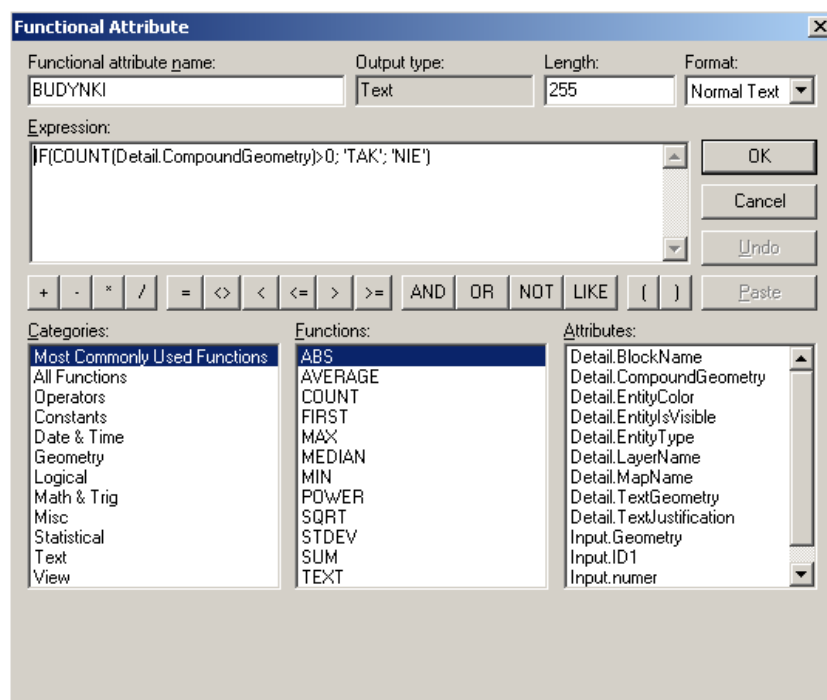 Functional Attribute
Functional attribute name: Output type: Length: Format:
BUDYNKI Text 255 Normal Text
Expression:
IF(COUNT(Detail.CompoundGeometry)>0; 'TAK'; 'NIE')
OK
Cancel
Undo
+ - * / = <> < <= > >= AND OR NOT LIKE ( ) Paste
Categories: Functions: Attributes:
Most Commonly Used Functions ABS Detail.BlockName
All Functions AVERAGE Detail.CompoundGeometry
Operators COUNT Detail.EntityColor
Constants FIRST Detail.EntityIsVisible
Date & Time MAX Detail.EntityType
Geometry MEDIAN Detail.LayerName
Logical MIN Detail.MapName
Math & Trig POWER Detail.TextGeometry
Misc SQRT Detail.TextJustification
Statistical STDEV Input.Geometry
Text SUM Input.ID1
View TEXT Input.numer